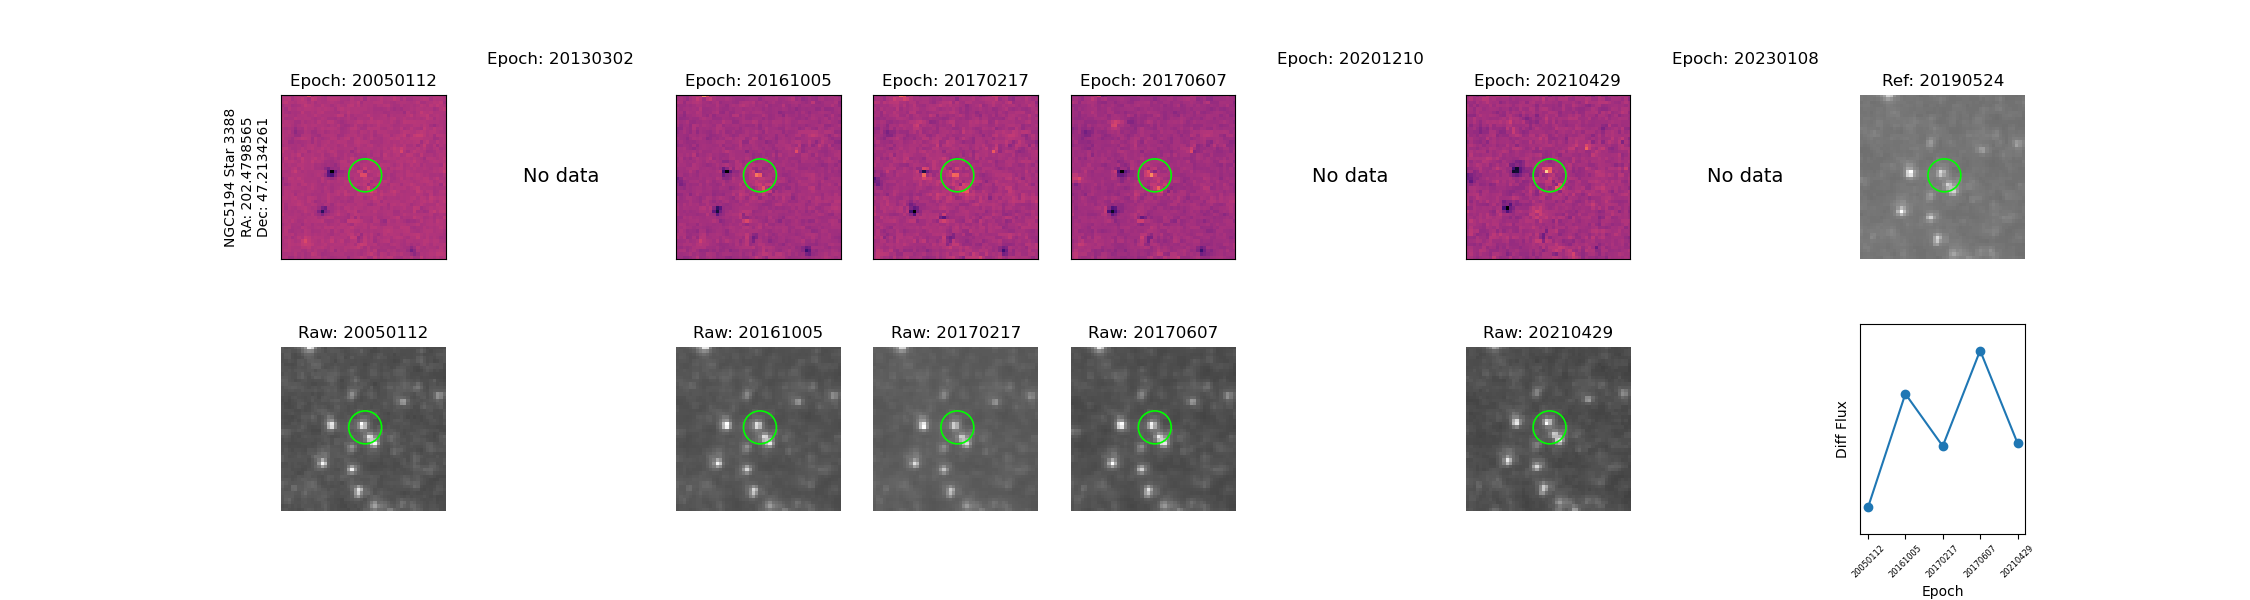 Epoch: 20130302
Epoch: 20201210
Epoch: 20230108
Epoch: 20050112
Epoch: 20161005
Epoch: 20170217
Epoch: 20170607
Epoch: 20210429
Ref: 20190524
NGC5194 Star 3388
RA: 202.4798565
Dec: 47.2134261
No data
No data
No data
Raw: 20050112
Raw: 20161005
Raw: 20170217
Raw: 20170607
Raw: 20210429
Diff Flux
20050112
20161005
20170217
20170607
20210429
Epoch